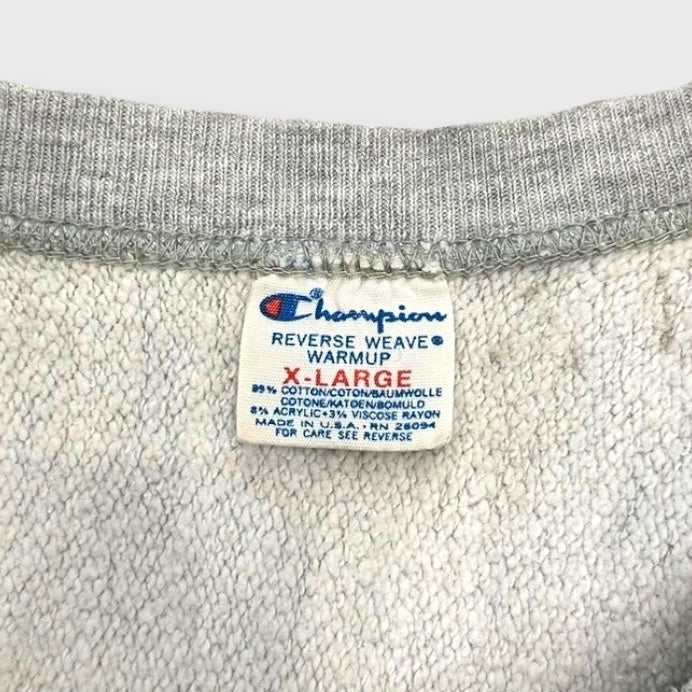 Champion®
REVERSE WEAVE®
WARMUP
X-LARGE
89% COTTON/COTON/BAUMWOLLE
COTONE/KATOEN/BOMULD
8% ACRYLIC•3% VISCOSE RAYON
MADE IN U.S.A. • RN 26094
FOR CARE SEE REVERSE